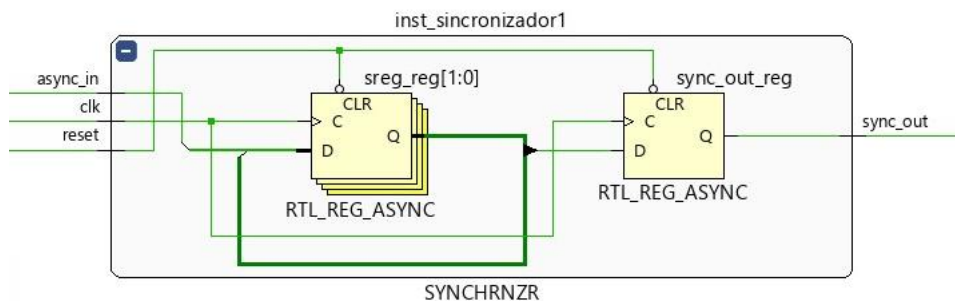 inst_sincronizador1
async_in
clk
reset
sreg_reg[1:0]
CLR
C
Q
D
RTL_REG_ASYNC
sync_out_reg
CLR
C
Q
D
RTL_REG_ASYNC
sync_out
SYNCHRNZR